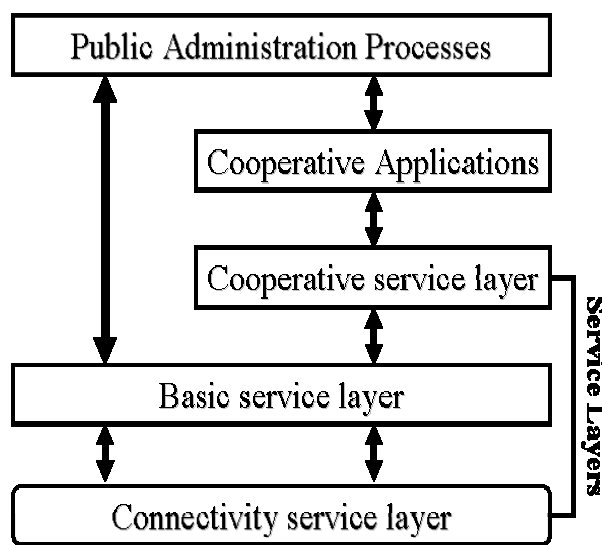 Public Administration Processes
Cooperative Applications
Cooperative service layer
Service Layers
Basic service layer
Connectivity service layer